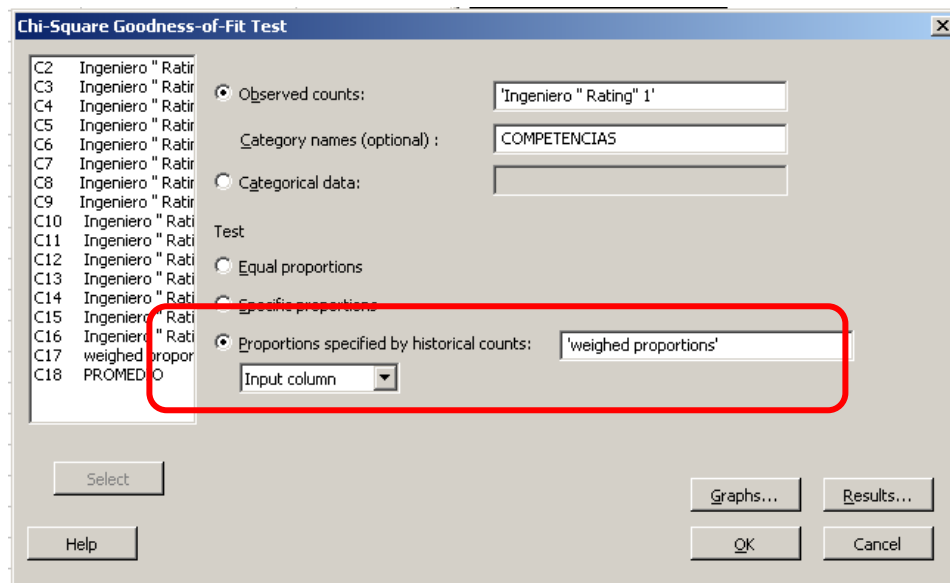 Chi-Square Goodness-of-Fit Test
C2 Ingeniero " Ratir
C3 Ingeniero " Ratir
C4 Ingeniero " Ratir
C5 Ingeniero " Ratir
C6 Ingeniero " Ratir
C7 Ingeniero " Ratir
C8 Ingeniero " Ratir
C9 Ingeniero " Ratir
C10 Ingeniero " Rati
C11 Ingeniero " Rati
C12 Ingeniero " Rati
C13 Ingeniero " Rati
C14 Ingeniero " Rati
C15 Ingeniero " Rati
C16 Ingeniero " Rati
C17 weighed propor
C18 PROMEDIO
Observed counts: 'Ingeniero " Rating" 1'
Category names (optional) : COMPETENCIAS
Categorical data:
Test
Equal proportions
Specific proportions
Proportions specified by historical counts: 'weighed proportions'
Input column
Select
Graphs... Results...
Help OK Cancel